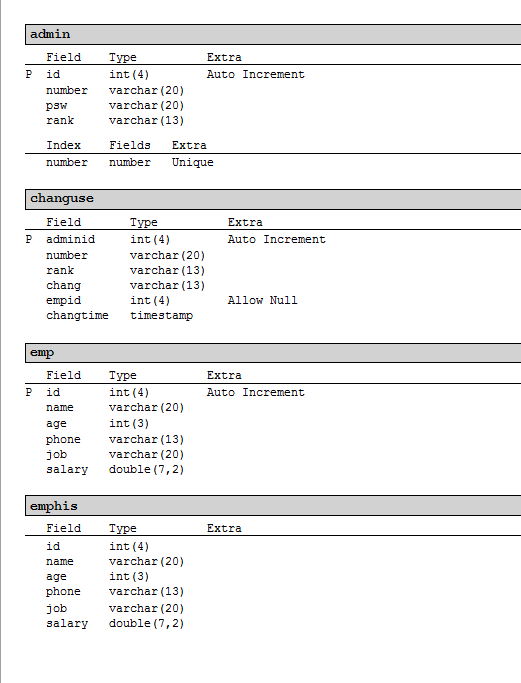 admin
Field Type Extra
P id int(4) Auto Increment
number varchar(20)
psw varchar(20)
rank varchar(13)
Index Fields Extra
number number Unique
changuse
Field Type Extra
P adminid int(4) Auto Increment
number varchar(20)
rank varchar(13)
chang varchar(13)
empid int(4) Allow Null
changtime timestamp
emp
Field Type Extra
P id int(4) Auto Increment
name varchar(20)
age int(3)
phone varchar(13)
job varchar(20)
salary double(7,2)
emphis
Field Type Extra
id int(4)
name varchar(20)
age int(3)
phone varchar(13)
job varchar(20)
salary double(7,2)